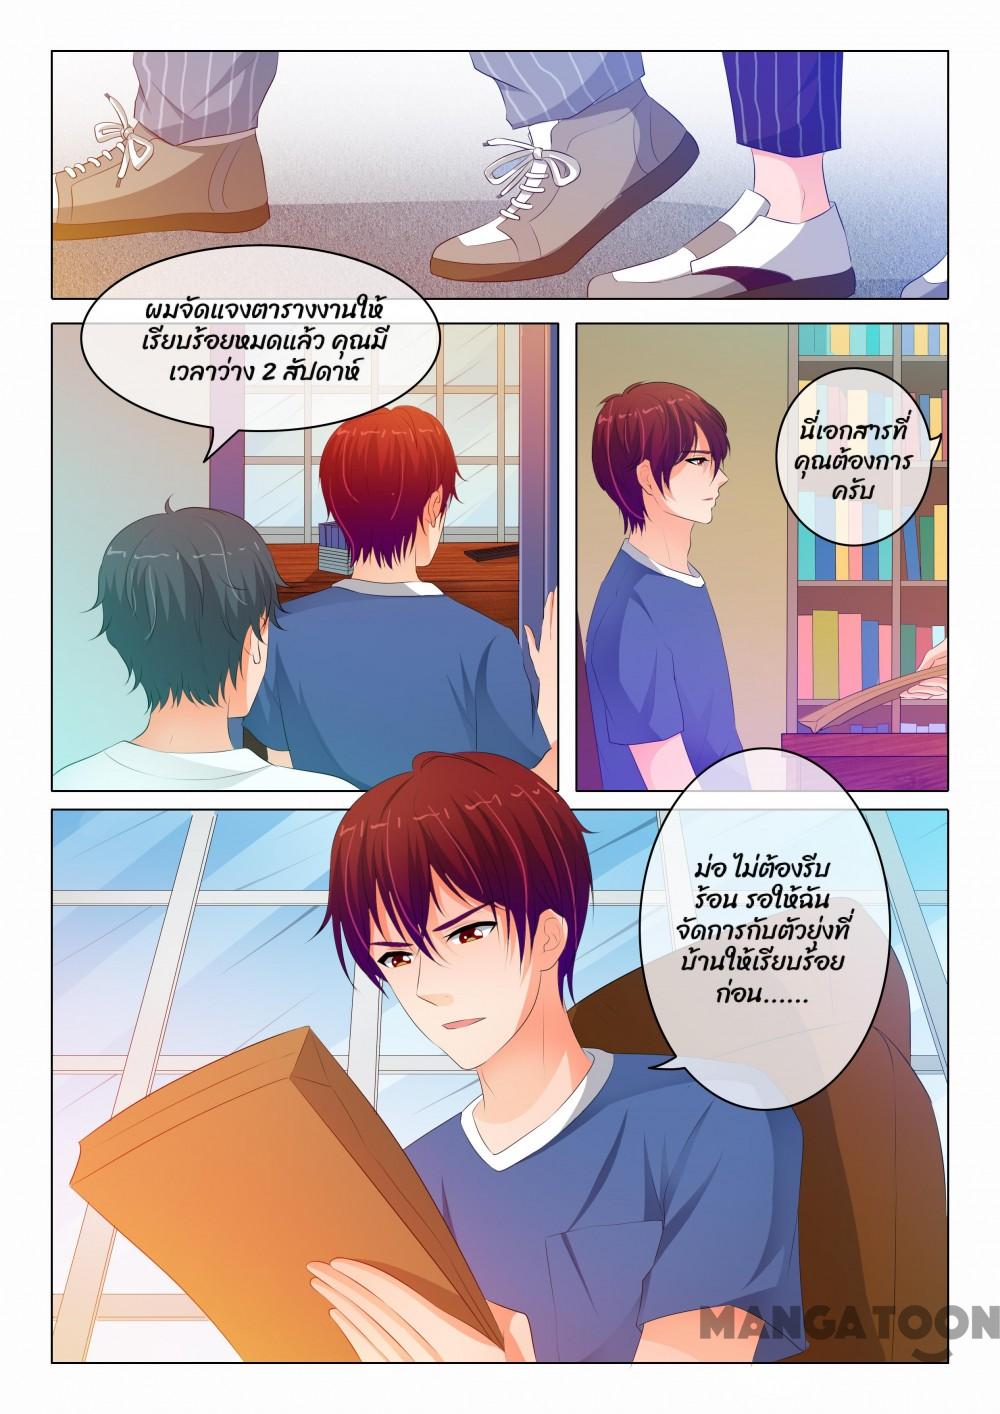 ผมจัดแจงตารางงานให้
เรียบร้อยหมดแล้ว คุณมี
เวลาว่าง 2 สัปดาห์
นี่เอกสารที่
คุณต้องการ
ครับ
ม่อ ไม่ต้องรีบ
ร้อน รอให้ฉัน
จัดการกับตัวยุ่งที่
บ้านให้เรียบร้อย
ก่อน......
MANGATOON